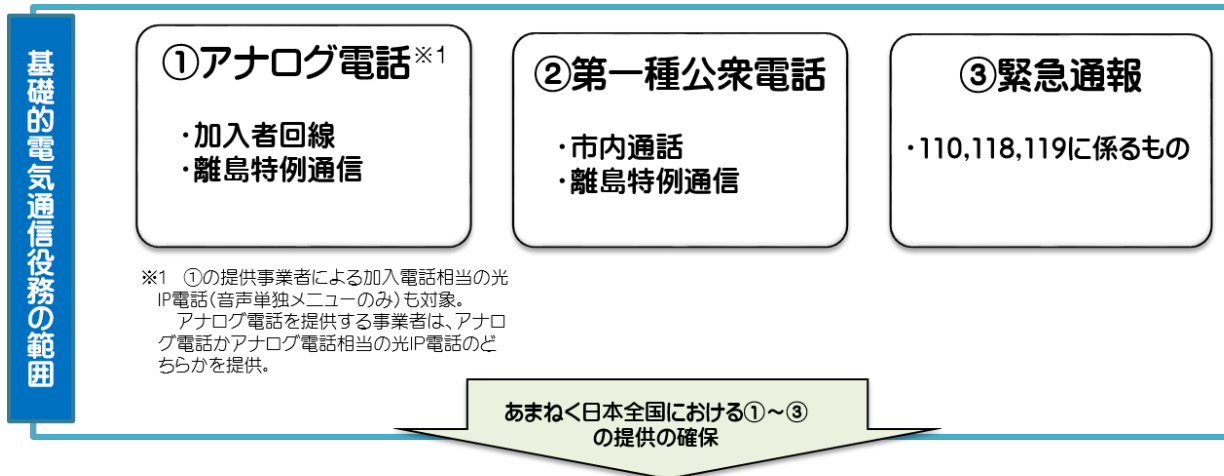 基礎的電気通信役務の範囲
①アナログ電話※1
・加入者回線
・離島特例通信
②第一種公衆電話
・市内通話
・離島特例通信
③緊急通報
・110,118,119に係るもの
※1　①の提供事業者による加入電話相当の光
IP電話(音声単独メニューのみ)も対象。
アナログ電話を提供する事業者は、アナロ
グ電話かアナログ電話相当の光IP電話のど
ちらかを提供。
あまねく日本全国における①～③
の提供の確保